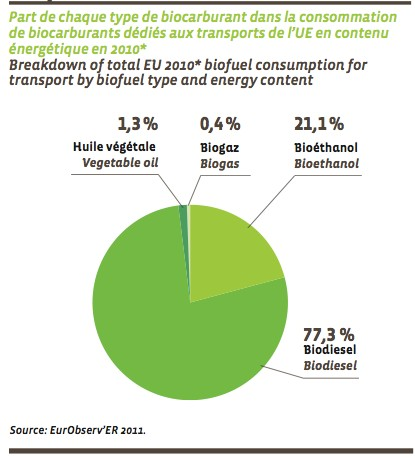 Part de chaque type de biocarburant dans la consommation
de biocarburants dédiés aux transports de l'UE en contenu
énergétique en 2010*
Breakdown of total EU 2010* biofuel consumption for
transport by biofuel type and energy content
1,3 %
Huile végétale
Vegetable oil
0,4 %
Biogaz
Biogas
21,1 %
Bioéthanol
Bioethanol
77,3 %
Biodiesel
Biodiesel
Source: EurObserv'ER 2011.